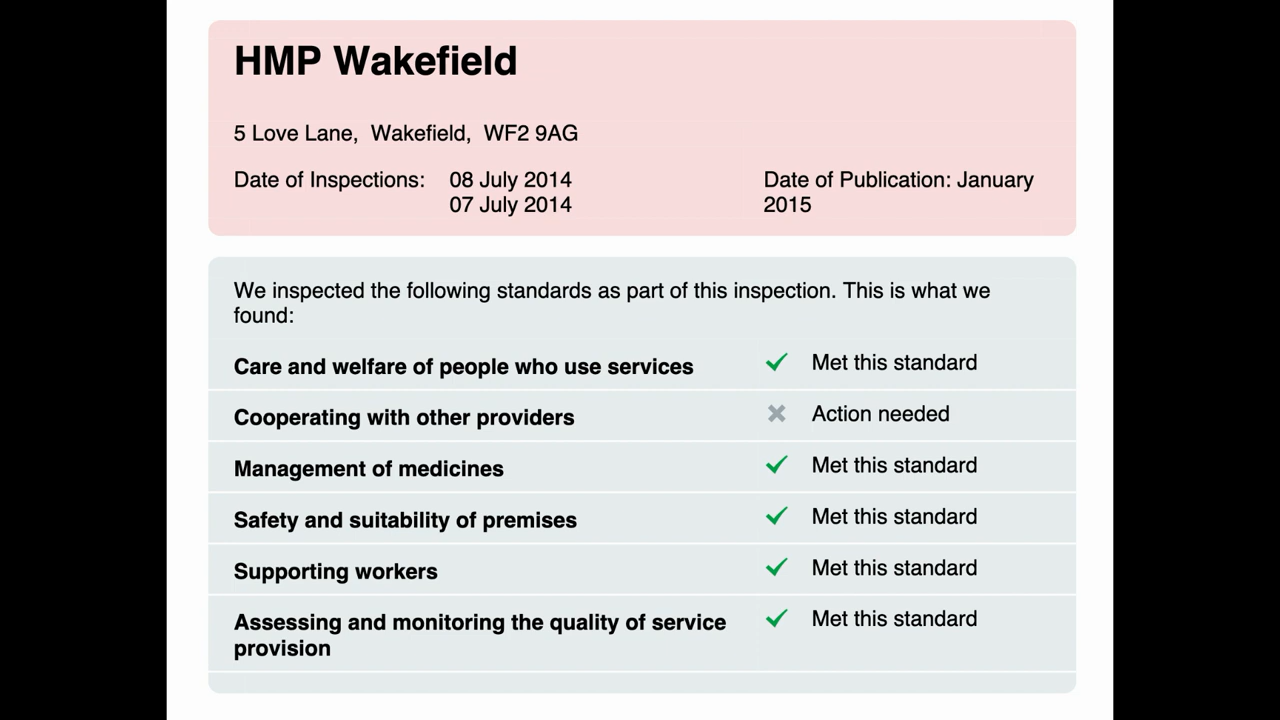 HMP Wakefield
5 Love Lane, Wakefield, WF2 9AG
Date of Inspections: 08 July 2014
07 July 2014
Date of Publication: January
2015
We inspected the following standards as part of this inspection. This is what we
found:
Care and welfare of people who use services Met this standard
Cooperating with other providers Action needed
Management of medicines Met this standard
Safety and suitability of premises Met this standard
Supporting workers Met this standard
Assessing and monitoring the quality of service Met this standard
provision